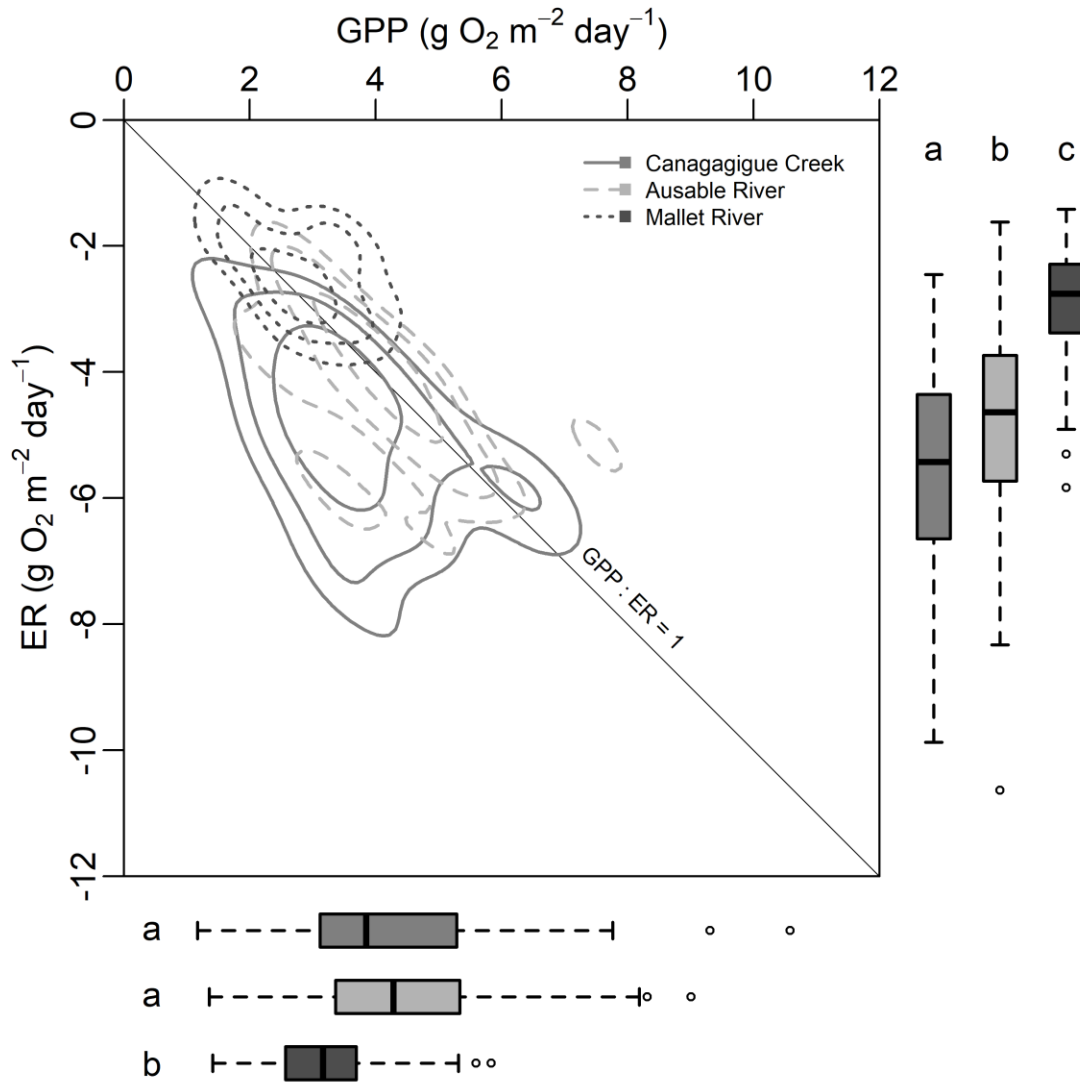 GPP (g O₂ m⁻² day⁻¹)
0 2 4 6 8 10 12
ER (g O₂ m⁻² day⁻¹)
0
-2
-4
-6
-8
-10
-12
Canagagigue Creek
Ausable River
Mallet River
GPP : ER = 1
a b c
a
a
b